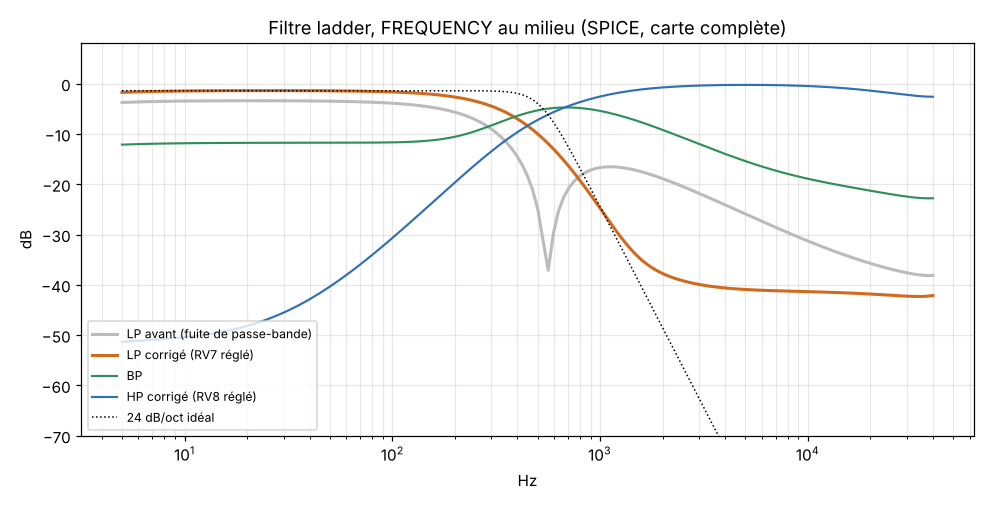 Filtre ladder, FREQUENCY au milieu (SPICE, carte complète)
dB
0
−10
−20
−30
−40
−50
−60
−70
LP avant (fuite de passe-bande)
LP corrigé (RV7 réglé)
BP
HP corrigé (RV8 réglé)
24 dB/oct idéal
10¹
10²
10³
10⁴
Hz